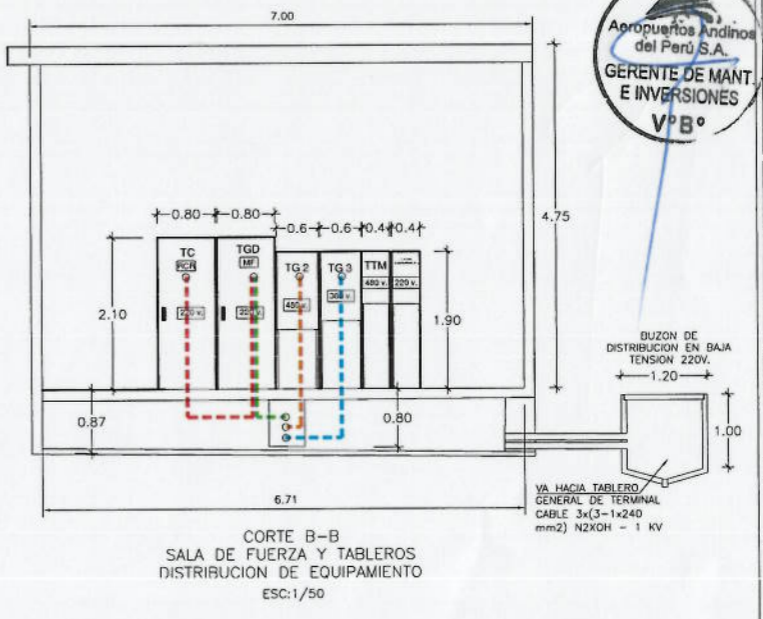 7.00
Aeropuertos Andinos
del Perú S.A.
GERENTE DE MANT.
E INVERSIONES
V°B°
0.80
0.80
0.6
0.6
0.4
0.4
4.75
TC
PCR
220 v.
TGD
MF
220 v.
TG 2
480 v.
TG 3
380 v.
TTM
480 v.
220 v.
2.10
1.90
0.87
0.80
6.71
BUZON DE
DISTRIBUCION EN BAJA
TENSION 220V.
1.20
1.00
VA HACIA TABLERO
GENERAL DE TERMINAL
CABLE 3x(3-1x240
mm2) N2XOH - 1 KV
CORTE B-B
SALA DE FUERZA Y TABLEROS
DISTRIBUCION DE EQUIPAMIENTO
ESC:1/50